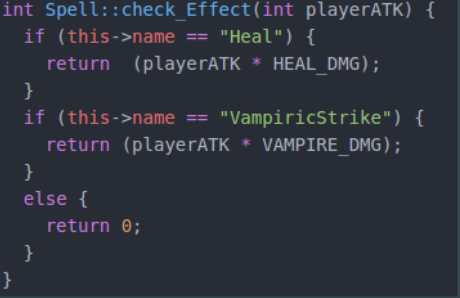 int Spell::check_Effect(int playerATK) {
  if (this->name == "Heal") {
    return  (playerATK * HEAL_DMG);
  }
  if (this->name == "VampiricStrike") {
    return (playerATK * VAMPIRE_DMG);
  }
  else {
    return 0;
  }
}